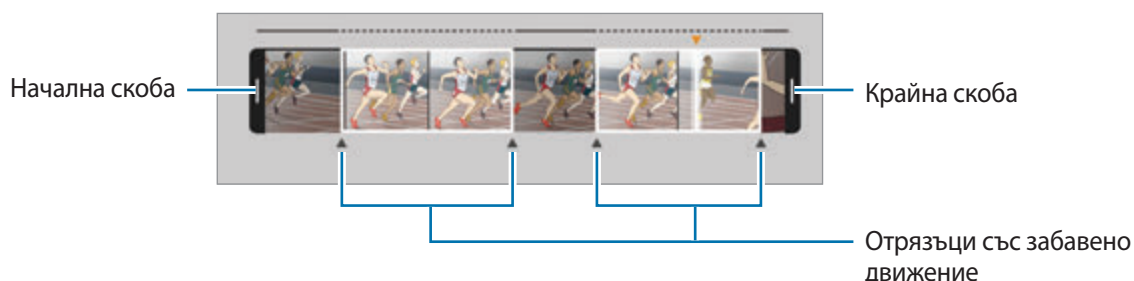 Начална скоба
Крайна скоба
Отрязъци със забавено
движение